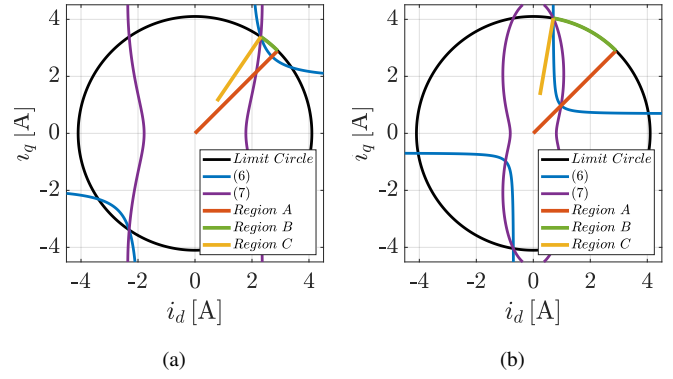 4
2
0
-2
-4
i_q [A]
-4
-2
0
2
4
i_d [A]
Limit Circle
(6)
(7)
Region A
Region B
Region C
(a)
4
2
0
-2
-4
i_q [A]
-4
-2
0
2
4
i_d [A]
Limit Circle
(6)
(7)
Region A
Region B
Region C
(b)